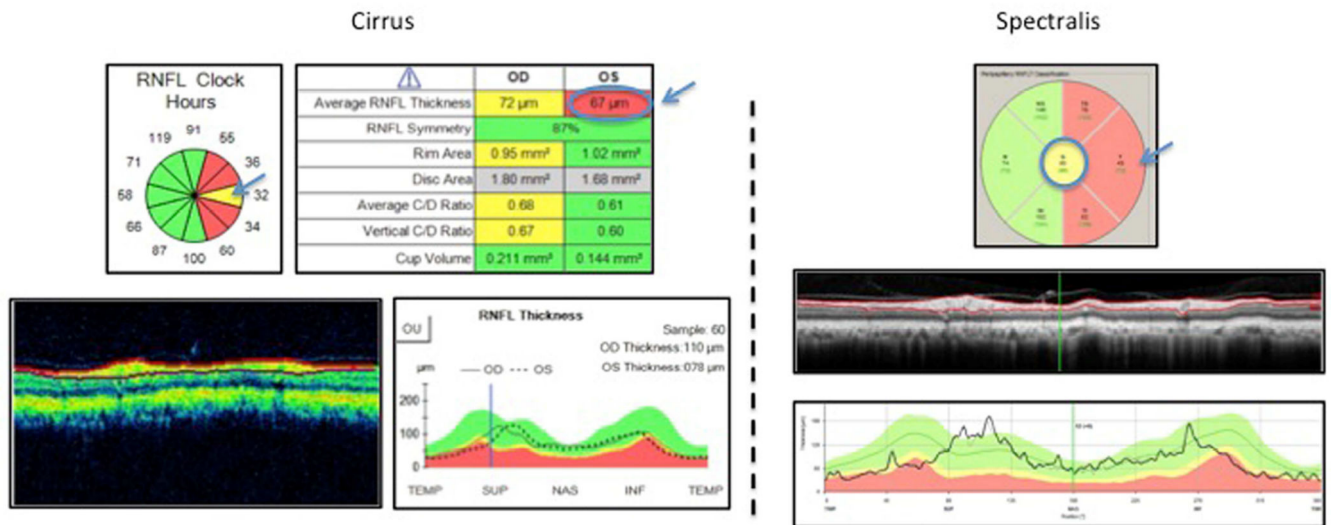 Cirrus
Spectralis
RNFL Clock
Hours
91
119 55
71 36
58 32
66 34
87 60
100
OD OS
Average RNFL Thickness 72 µm 67 µm
RNFL Symmetry 87%
Rim Area 0.95 mm² 1.02 mm²
Disc Area 1.80 mm² 1.68 mm²
Average C/D Ratio 0.68 0.61
Vertical C/D Ratio 0.67 0.60
Cup Volume 0.211 mm³ 0.144 mm³
RNFL Thickness
OU
Sample: 60
OD Thickness:110 µm
OS Thickness:078 µm
µm
OD OS
200
100
0
TEMP SUP NAS INF TEMP